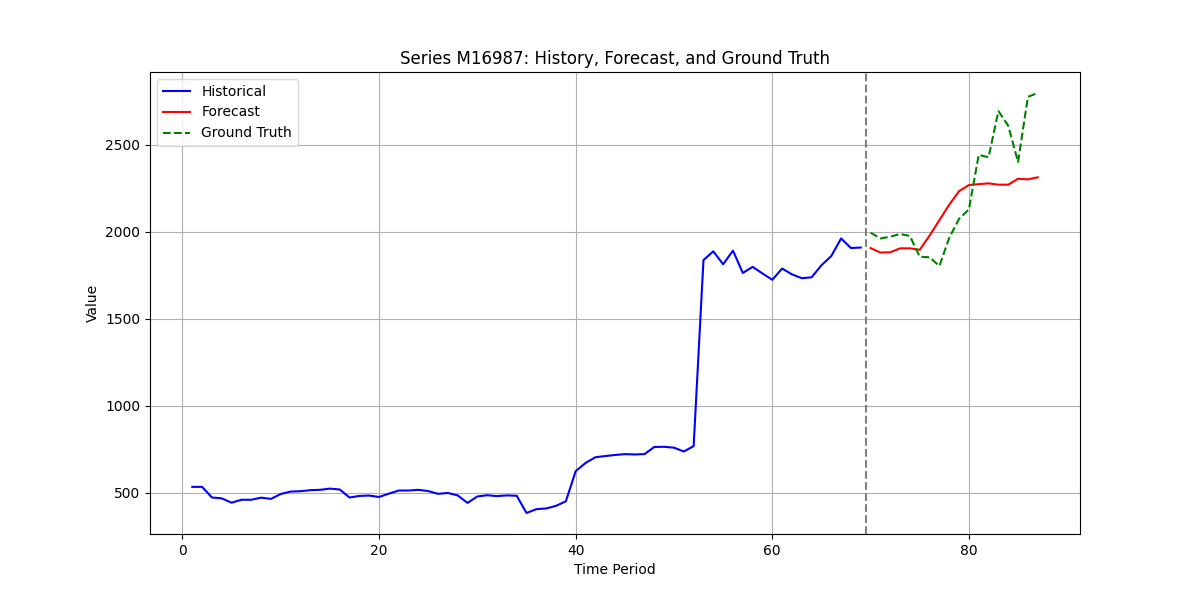 Series M16987: History, Forecast, and Ground Truth
Historical
Forecast
Ground Truth
2500
2000
1500
1000
500
Value
0
20
40
60
80
Time Period